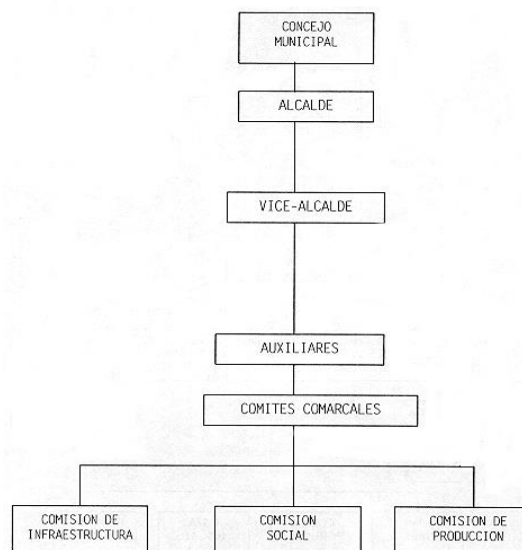 CONCEJO
MUNICIPAL
ALCALDE
VICE-ALCALDE
AUXILIARES
COMITES COMARCALES
COMISION DE
INFRAESTRUCTURA
COMISION
SOCIAL
COMISION DE
PRODUCCION